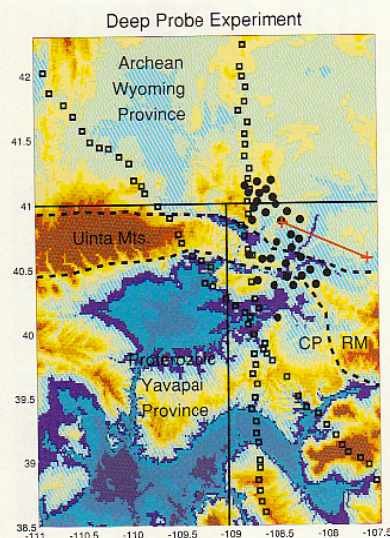 Deep Probe Experiment
42
Archean
Wyoming
Province
41.5
41
Uinta Mts.
40.5
40
CP RM
Proterozoic
Yavapai
Province
39.5
39
38.5
-111 -110.5 -110 -109.5 -109 -108.5 -108 -107.5